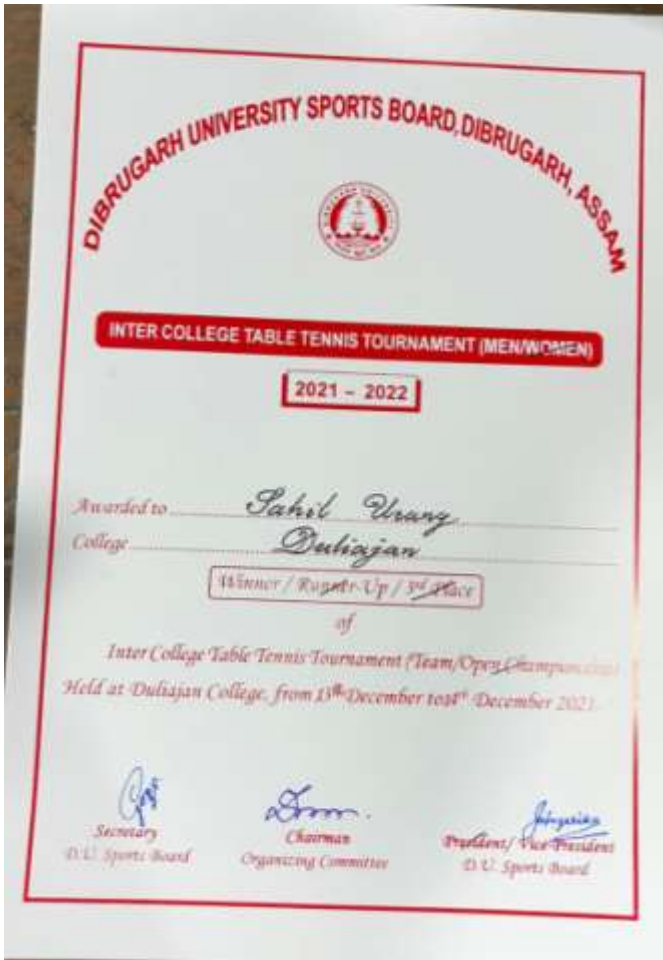 DIBRUGARH UNIVERSITY SPORTS BOARD, DIBRUGARH, ASSAM
INTER COLLEGE TABLE TENNIS TOURNAMENT (MEN/WOMEN)
2021 – 2022
Awarded to Sahil Urang
College Duliajan
Winner / Runner-Up / 3rd Place
of
Inter College Table Tennis Tournament (Team/Open Championship)
Held at Duliajan College, from 13th December to 14th December 2021.
Secretary
D.U. Sports Board
Chairman
Organizing Committee
President/ Vice-President
D.U. Sports Board